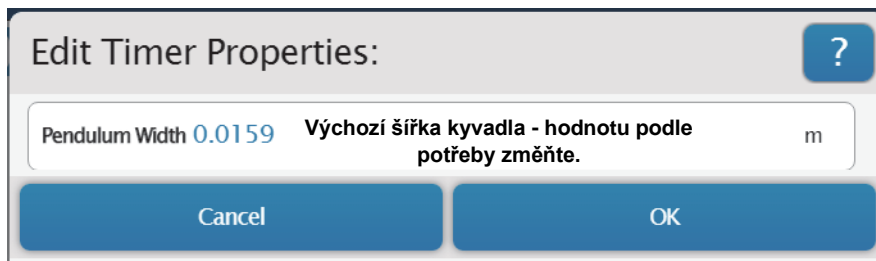 Edit Timer Properties:
?
Pendulum Width 0.0159 Výchozí šířka kyvadla - hodnotu podle m
potřeby změňte.
Cancel OK